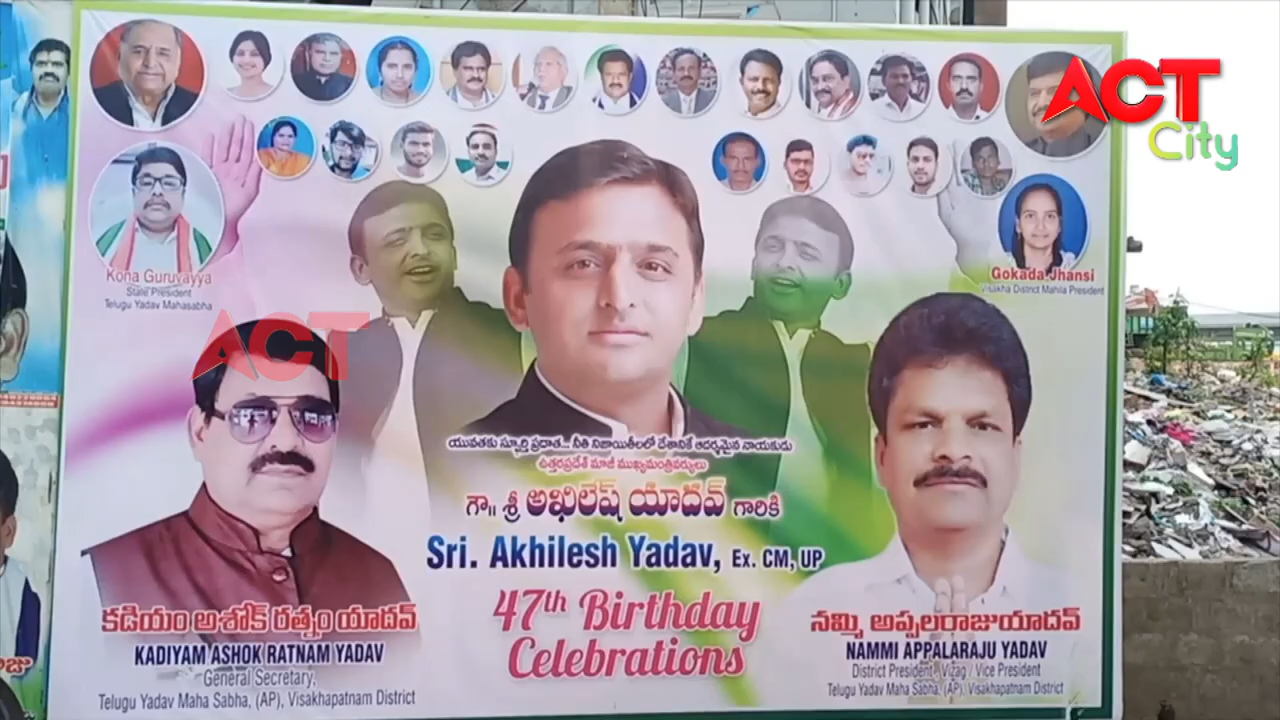 ACT
City
Kona Guruvayya
State President
Telugu Yadav Mahasabha
Gokada Jhansi
Visakha District Mahila President
ACT
యువతకు స్ఫూర్తి ప్రదాత... నీతి నిజాయితీలలో దేశానికే ఆదర్శమైన నాయకుడు
ఉత్తరప్రదేశ్ మాజీ ముఖ్యమంత్రివర్యులు
గౌ॥ శ్రీ అఖిలేష్ యాదవ్ గారికి
Sri. Akhilesh Yadav, Ex. CM, UP
47th Birthday
Celebrations
కడియం అశోక్ రత్నం యాదవ్
KADIYAM ASHOK RATNAM YADAV
General Secretary,
Telugu Yadav Maha Sabha, (AP), Visakhapatnam District
నమ్మి అప్పలరాజుయాదవ్
NAMMI APPALARAJU YADAV
District President, Vizag / Vice President
Telugu Yadav Maha Sabha, (AP), Visakhapatnam District